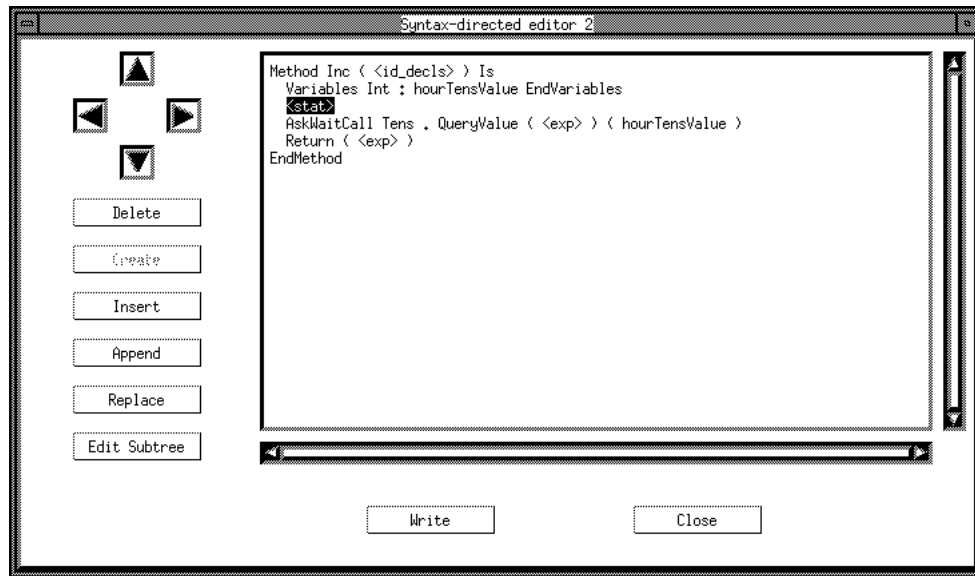 Syntax-directed editor 2
Method Inc ( <id_decls> ) Is
Variables Int : hourTensValue EndVariables
<stat>
AskWaitCall Tens . QueryValue ( <exp> ) ( hourTensValue )
Return ( <exp> )
EndMethod
Delete
Create
Insert
Append
Replace
Edit Subtree
Write
Close